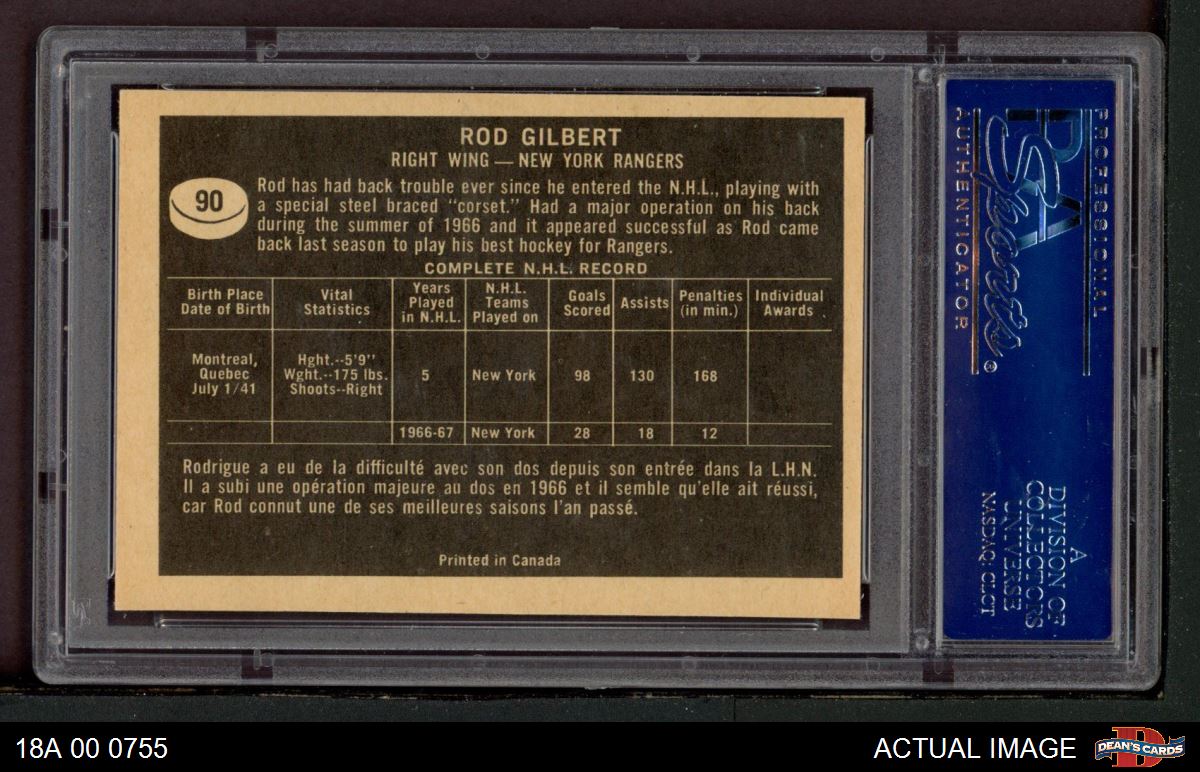 ROD GILBERT
RIGHT WING — NEW YORK RANGERS
90
Rod has had back trouble ever since he entered the N.H.L., playing with
a special steel braced "corset." Had a major operation on his back
during the summer of 1966 and it appeared successful as Rod came
back last season to play his best hockey for Rangers.
COMPLETE N.H.L. RECORD
Birth Place
Date of Birth
Vital
Statistics
Years
Played
in N.H.L.
N.H.L.
Teams
Played on
Goals
Scored
Assists
Penalties
(in min.)
Individual
Awards
Montreal,
Quebec
July 1/41
Hght.--5'9''
Wght.--175 lbs.
Shoots--Right
5
New York
98
130
168
1966-67
New York
28
18
12
Rodrigue a eu de la difficulté avec son dos depuis son entrée dans la L.H.N.
Il a subi une opération majeure au dos en 1966 et il semble qu'elle ait réussi,
car Rod connut une de ses meilleures saisons l'an passé.
Printed in Canada
PROFESSIONAL
PSA
Sports®
AUTHENTICATOR
A
DIVISION OF
COLLECTORS
UNIVERSE
NASDAQ: CLCT
18A 00 0755
ACTUAL IMAGE
D
DEAN'S CARDS